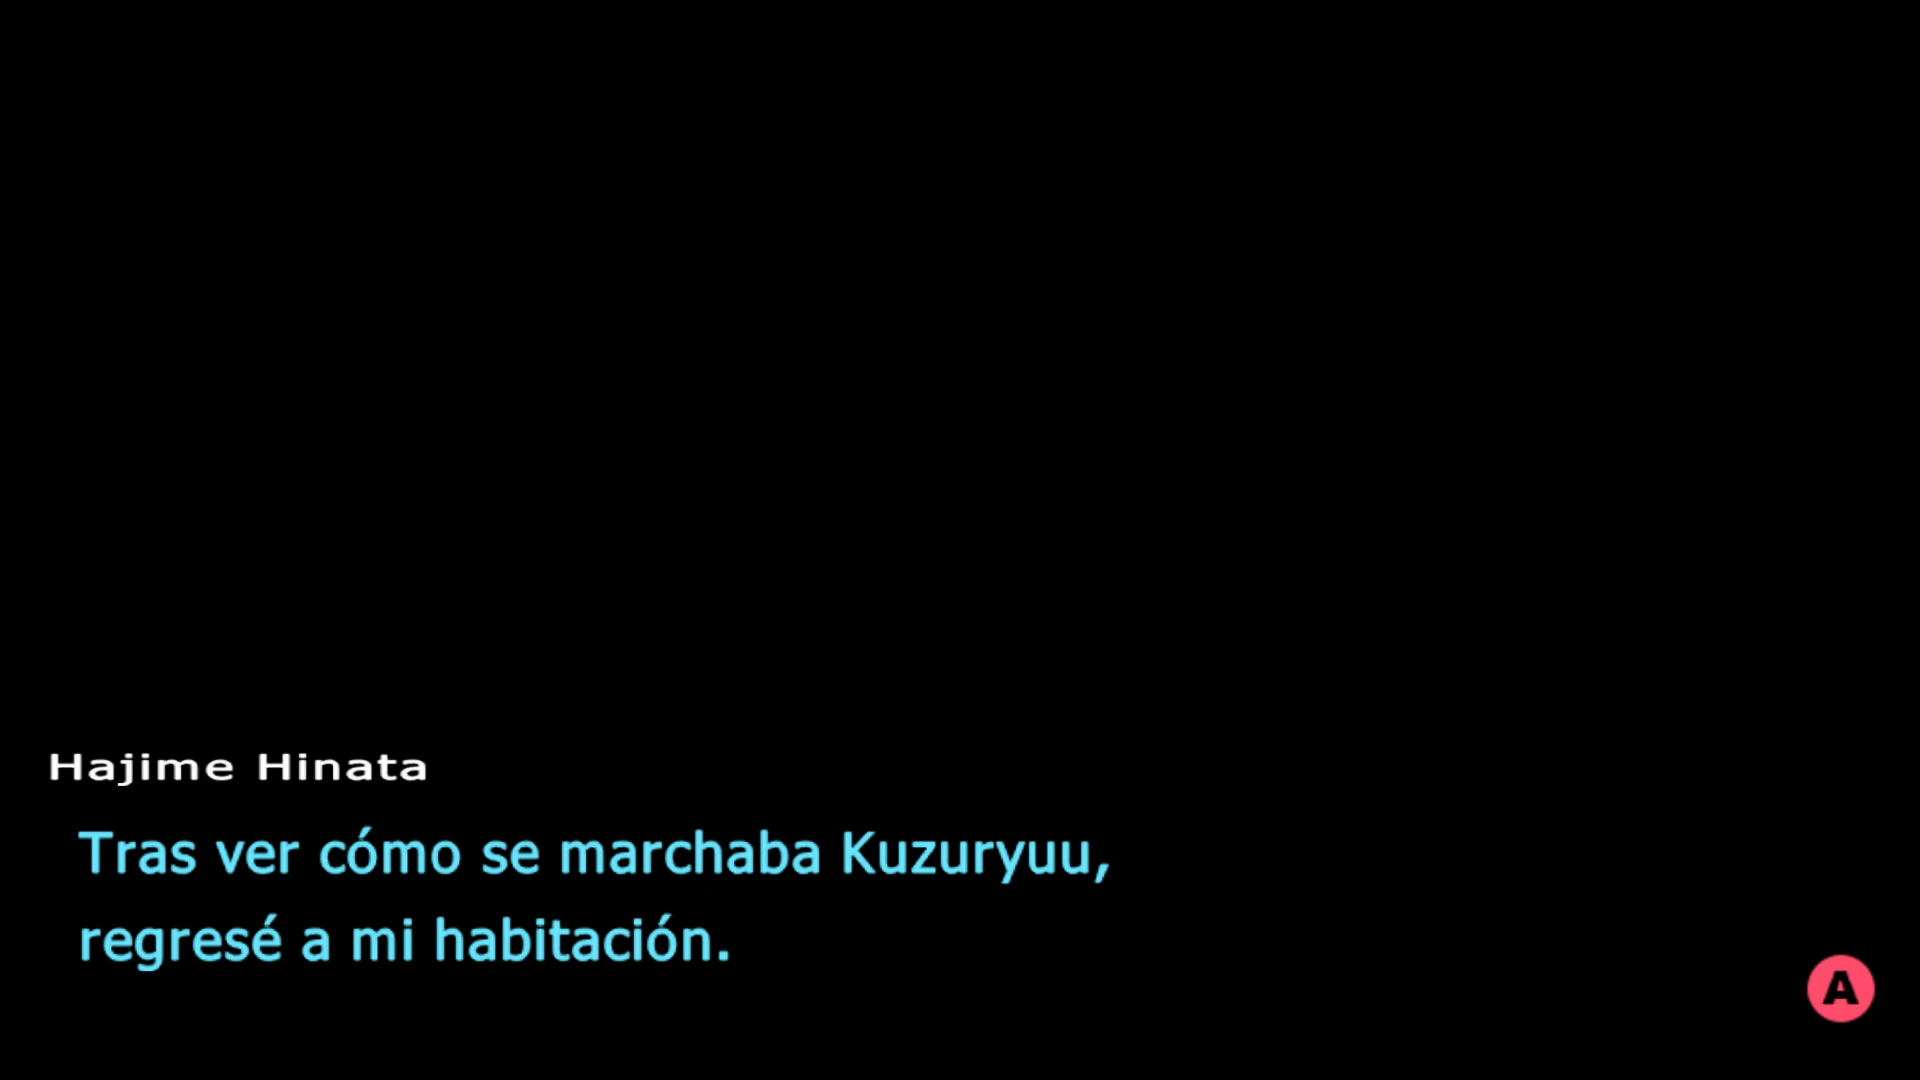 Hajime Hinata
Tras ver cómo se marchaba Kuzuryuu,
regresé a mi habitación.
A